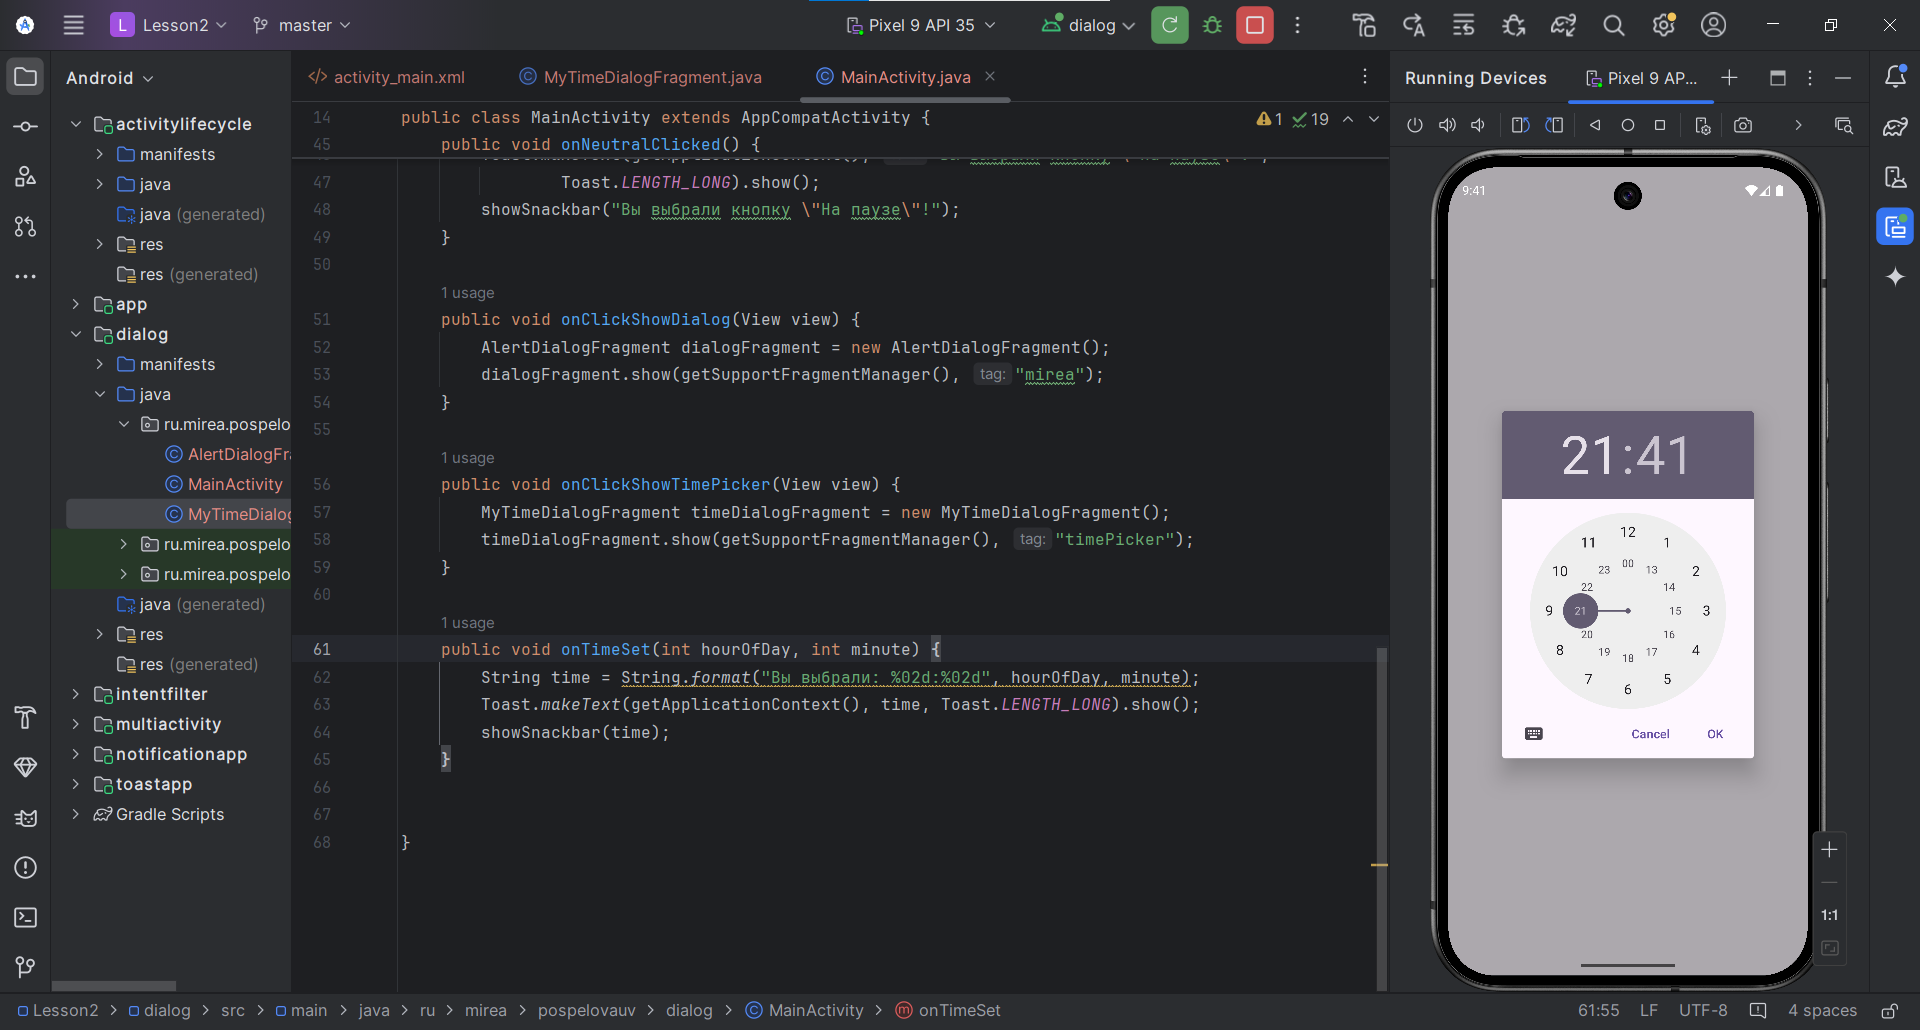 L Lesson2
master
Pixel 9 API 35
dialog
Android
activity_main.xml
MyTimeDialogFragment.java
MainActivity.java
Running Devices
Pixel 9 AP...
activitylifecycle
manifests
java
java (generated)
res
res (generated)
app
dialog
manifests
java
ru.mirea.pospelo
AlertDialogFra
MainActivity
MyTimeDialog
ru.mirea.pospelo
ru.mirea.pospelo
java (generated)
res
res (generated)
intentfilter
multiactivity
notificationapp
toastapp
Gradle Scripts
14 public class MainActivity extends AppCompatActivity {
1 19
45 public void onNeutralClicked() {
47 Toast.LENGTH_LONG).show();
48 showSnackbar("Вы выбрали кнопку \"На паузе\"!");
49 }
50
1 usage
51 public void onClickShowDialog(View view) {
52 AlertDialogFragment dialogFragment = new AlertDialogFragment();
53 dialogFragment.show(getSupportFragmentManager(), tag: "mirea");
54 }
55
1 usage
56 public void onClickShowTimePicker(View view) {
57 MyTimeDialogFragment timeDialogFragment = new MyTimeDialogFragment();
58 timeDialogFragment.show(getSupportFragmentManager(), tag: "timePicker");
59 }
60
1 usage
61 public void onTimeSet(int hourOfDay, int minute) {
62 String time = String.format("Вы выбрали: %02d:%02d", hourOfDay, minute);
63 Toast.makeText(getApplicationContext(), time, Toast.LENGTH_LONG).show();
64 showSnackbar(time);
65 }
66
67
68 }
9:41
21:41
12
11 1
00
23 13
10 2
22 14
9 21 15 3
20 16
8 4
19 17
18
7 5
6
Cancel OK
1:1
Lesson2 > dialog > src > main > java > ru > mirea > pospelovauv > dialog > MainActivity > m onTimeSet
61:55 LF UTF-8 4 spaces